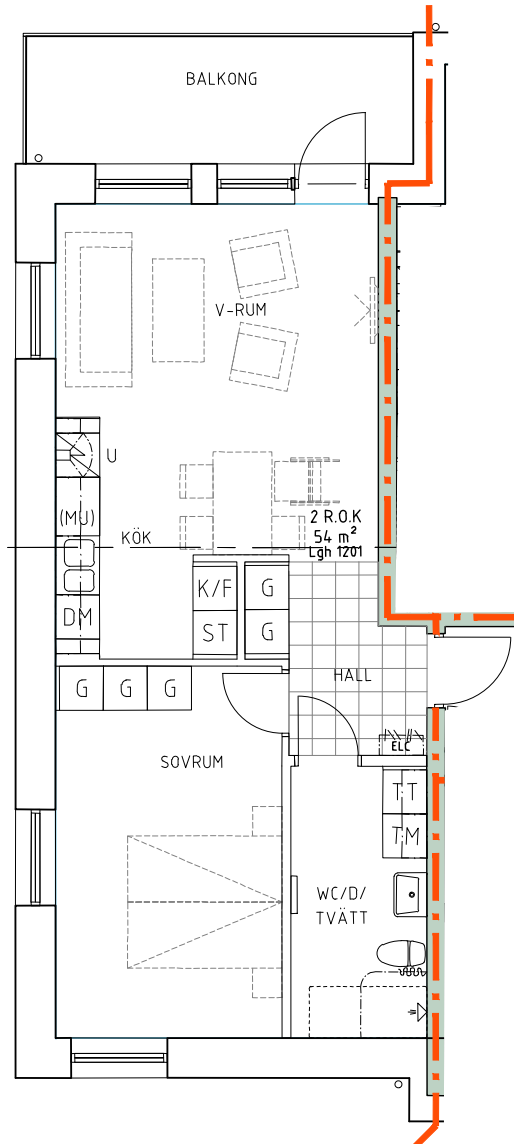 BALKONG
V-RUM
U
(MU)
KÖK
2 R.O.K
54 m²
Lgh 1201
K/F
G
DM
ST
G
G
G
G
HALL
ELC
SOVRUM
TT
TM
WC/D/
TVÄTT